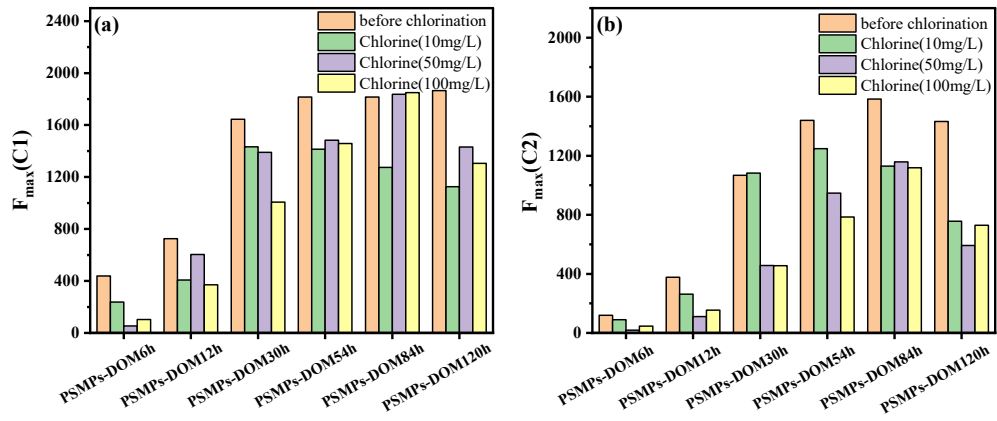 (a)
before chlorination
Chlorine(10mg/L)
Chlorine(50mg/L)
Chlorine(100mg/L)
2400
2000
1600
1200
800
400
0
Fmax(C1)
PSMPs-DOM6h
PSMPs-DOM12h
PSMPs-DOM30h
PSMPs-DOM54h
PSMPs-DOM84h
PSMPs-DOM120h
(b)
before chlorination
Chlorine(10mg/L)
Chlorine(50mg/L)
Chlorine(100mg/L)
2000
1600
1200
800
400
0
Fmax(C2)
PSMPs-DOM6h
PSMPs-DOM12h
PSMPs-DOM30h
PSMPs-DOM54h
PSMPs-DOM84h
PSMPs-DOM120h